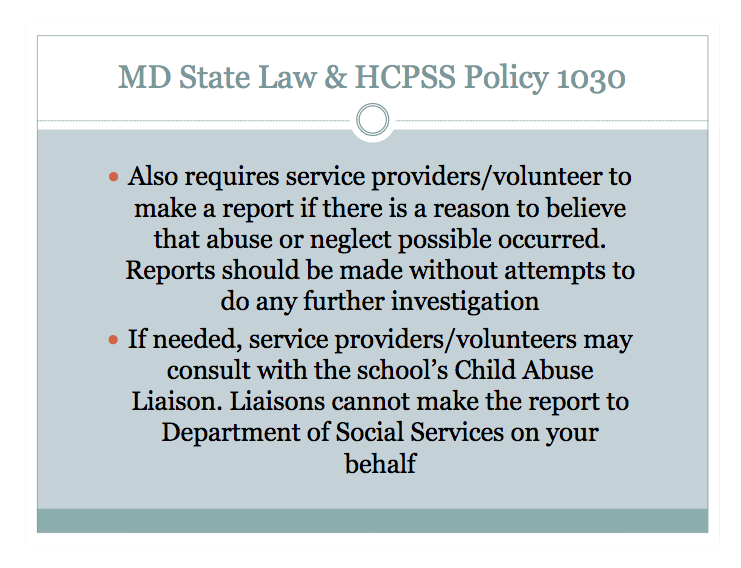 MD State Law & HCPSS Policy 1030
• Also requires service providers/volunteer to
make a report if there is a reason to believe
that abuse or neglect possible occurred.
Reports should be made without attempts to
do any further investigation
• If needed, service providers/volunteers may
consult with the school’s Child Abuse
Liaison. Liaisons cannot make the report to
Department of Social Services on your
behalf